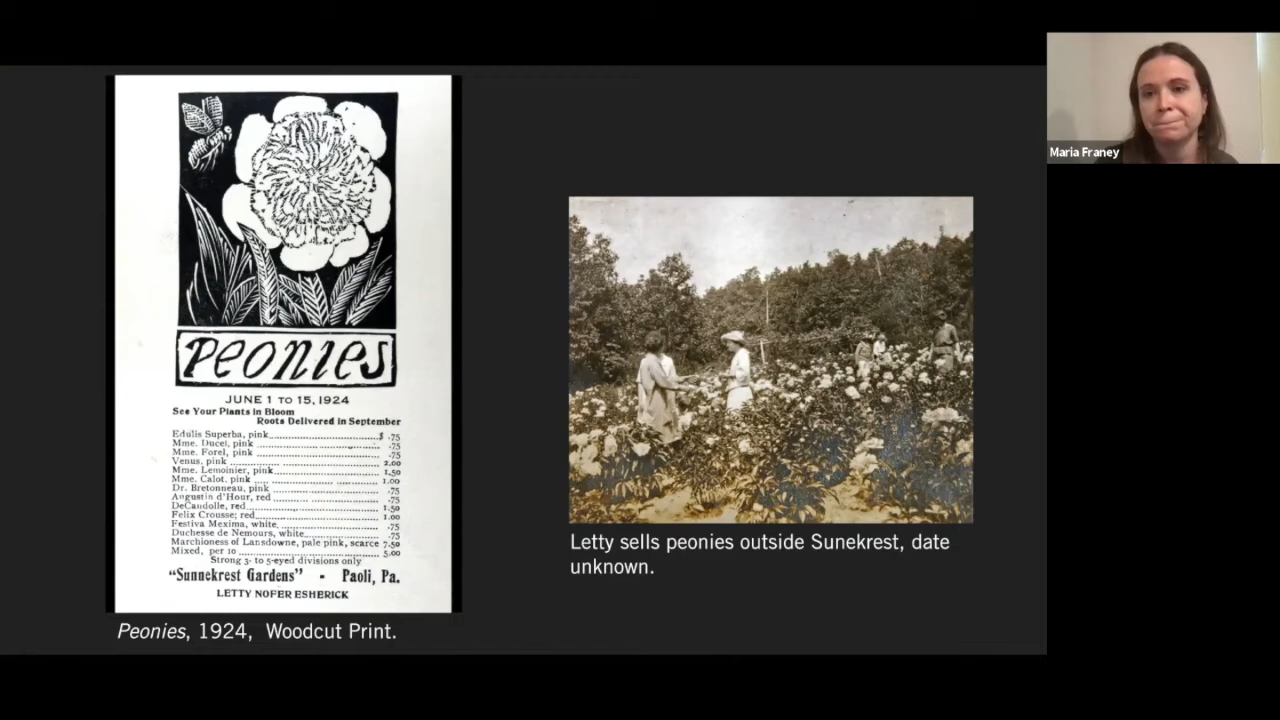 PEONIES
JUNE 1 TO 15, 1924
See Your Plants in Bloom
Roots Delivered in September
Edulis Superba, pink $ .75
Mme. Ducel, pink .75
Mme. Forel, pink .75
Venus, pink 2.00
Mme. Lemoinier, pink 1.50
Mme. Calot, pink 1.00
Dr. Bretonneau, pink .75
Augustin d'Hour, red .75
DeCandolle, red 1.50
Felix Crousse; red 1.00
Festiva Mexima, white .75
Duchesse de Nemours, white .75
Marchioness of Lansdowne, pale pink, scarce 7.50
Mixed, per 10 5.00
Strong 3- to 5-eyed divisions only
"Sunnekrest Gardens" - Paoli, Pa.
LETTY NOFER ESHERICK
Peonies, 1924, Woodcut Print.
Letty sells peonies outside Sunekrest, date
unknown.
Maria Franey